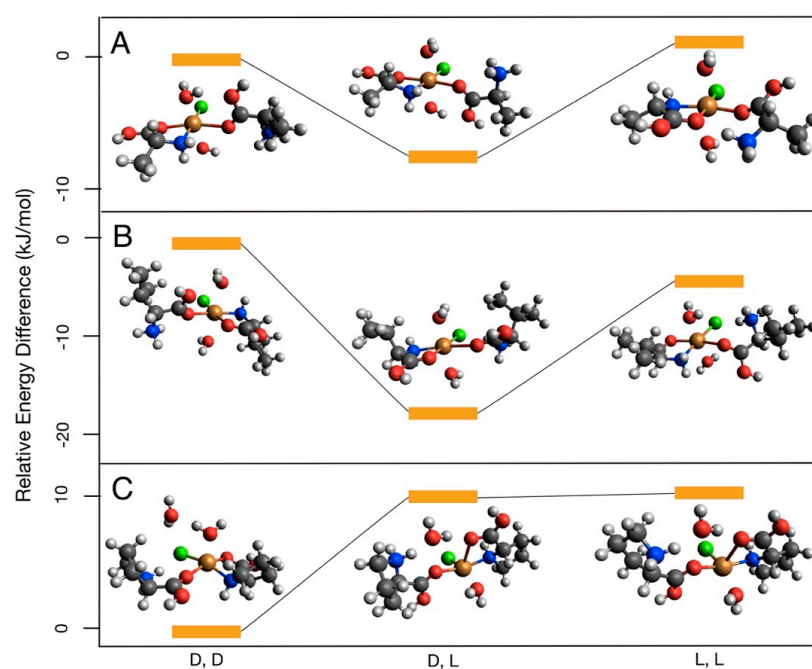 A
0
-10
B
0
-10
-20
Relative Energy Difference (kJ/mol)
C
10
0
D, D
D, L
L, L